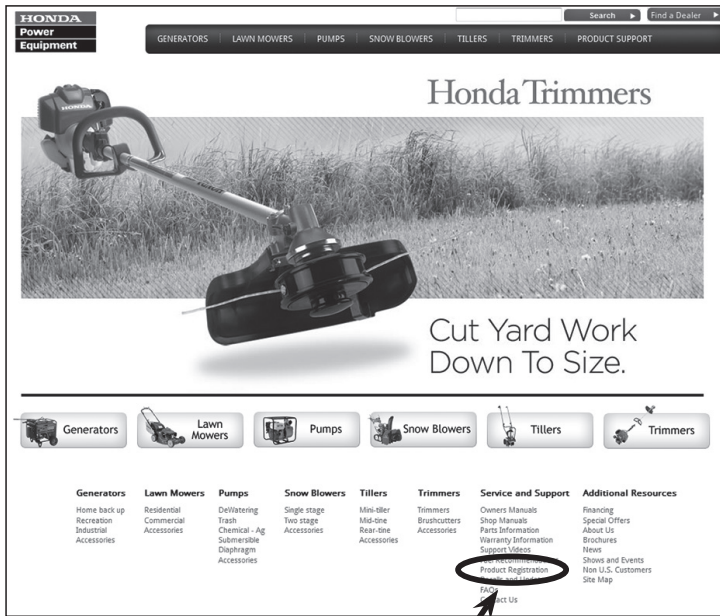 HONDA
Power
Equipment
Search
Find a Dealer
GENERATORS LAWN MOWERS PUMPS SNOW BLOWERS TILLERS TRIMMERS PRODUCT SUPPORT
Honda Trimmers
HONDA
Cut Yard Work
Down To Size.
Generators
Lawn
Mowers
Pumps
Snow Blowers
Tillers
Trimmers
Generators
Home back up
Recreation
Industrial
Accessories
Lawn Mowers
Residential
Commercial
Accessories
Pumps
DeWatering
Trash
Chemical - Ag
Submersible
Diaphragm
Accessories
Snow Blowers
Single stage
Two stage
Accessories
Tillers
Mini-tiller
Mid-tine
Rear-tine
Accessories
Trimmers
Trimmers
Brushcutters
Accessories
Service and Support
Owners Manuals
Shop Manuals
Parts Information
Warranty Information
Support Videos
Product Registration
FAQs
Us
Additional Resources
Financing
Special Offers
About Us
Brochures
News
Shows and Events
Non U.S. Customers
Site Map